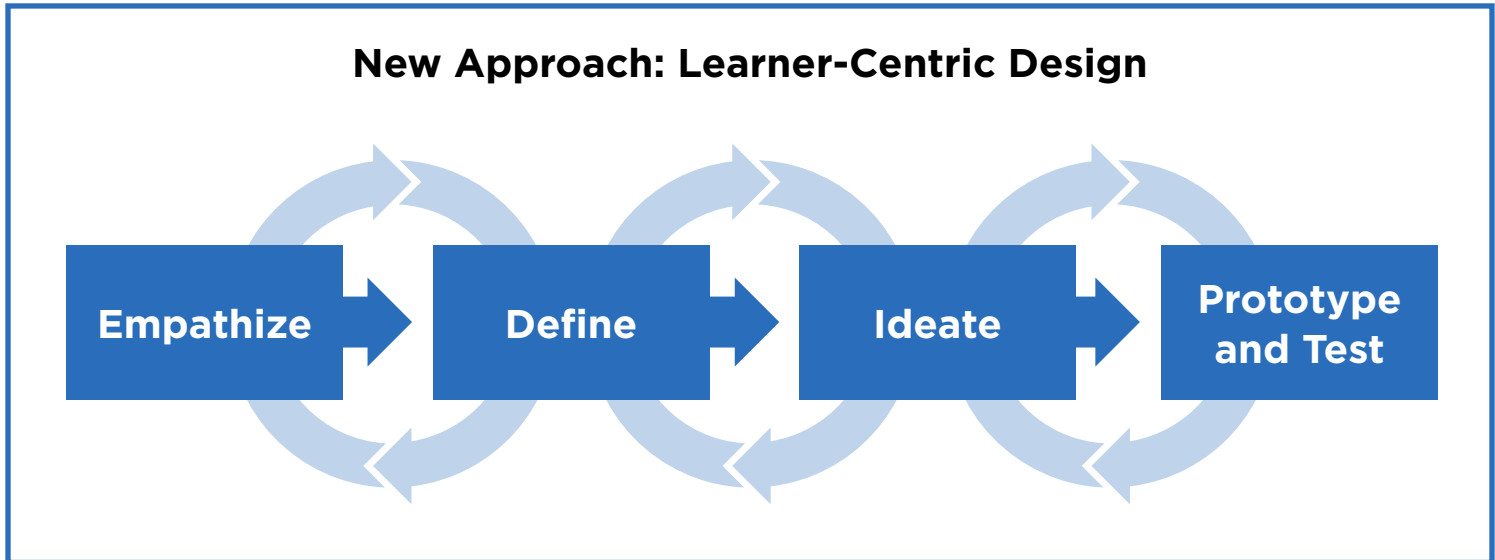 New Approach: Learner-Centric Design
Empathize
Define
Ideate
Prototype
and Test